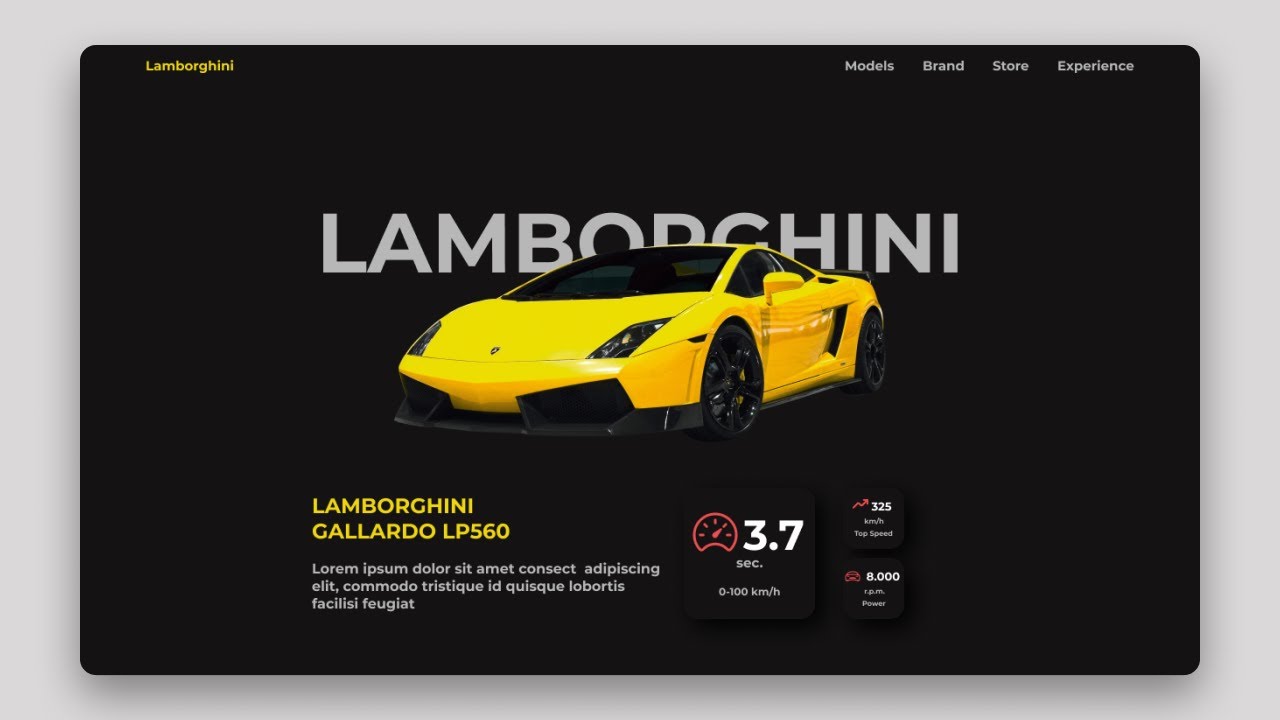 Lamborghini
Models Brand Store Experience
LAMBORGHINI
LAMBORGHINI
GALLARDO LP560
Lorem ipsum dolor sit amet consect  adipiscing
elit, commodo tristique id quisque lobortis
facilisi feugiat
3.7
sec.
0-100 km/h
325
km/h
Top Speed
8.000
r.p.m.
Power